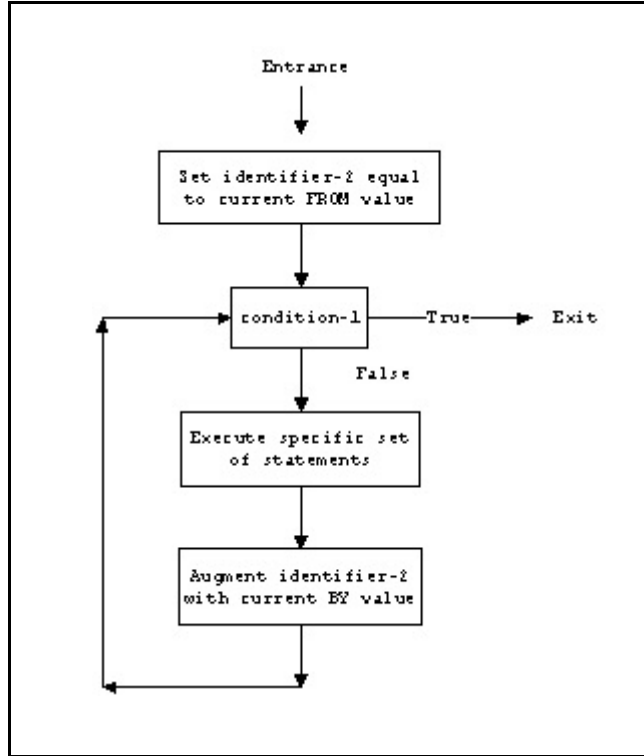 Entrance
Set identifier-2 equal
to current FROM value
condition-1
True
Exit
False
Execute specific set
of statements
Augment identifier-2
with current BY value